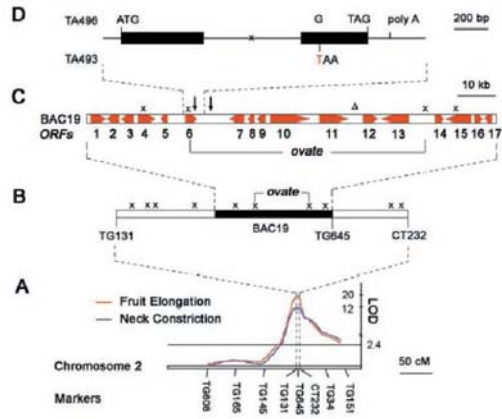 D
ATG
G
TAG
poly A
200 bp
TA496
x
TA493
TAA
10 kb
C
x x Δ x x
BAC19
ORFs
1 2 3 4 5 6 7 8 9 10 11 12 13 14 15 16 17
ovate
ovate
B
x x x x x x x x x x
BAC19
TG131
TG645
CT232
A
Fruit Elongation
Neck Constriction
20
12
2.4
LOD
50 cM
Chromosome 2
Markers
TG608
TG165
TG145
TG131
TG645
CT232
TG34
TG151